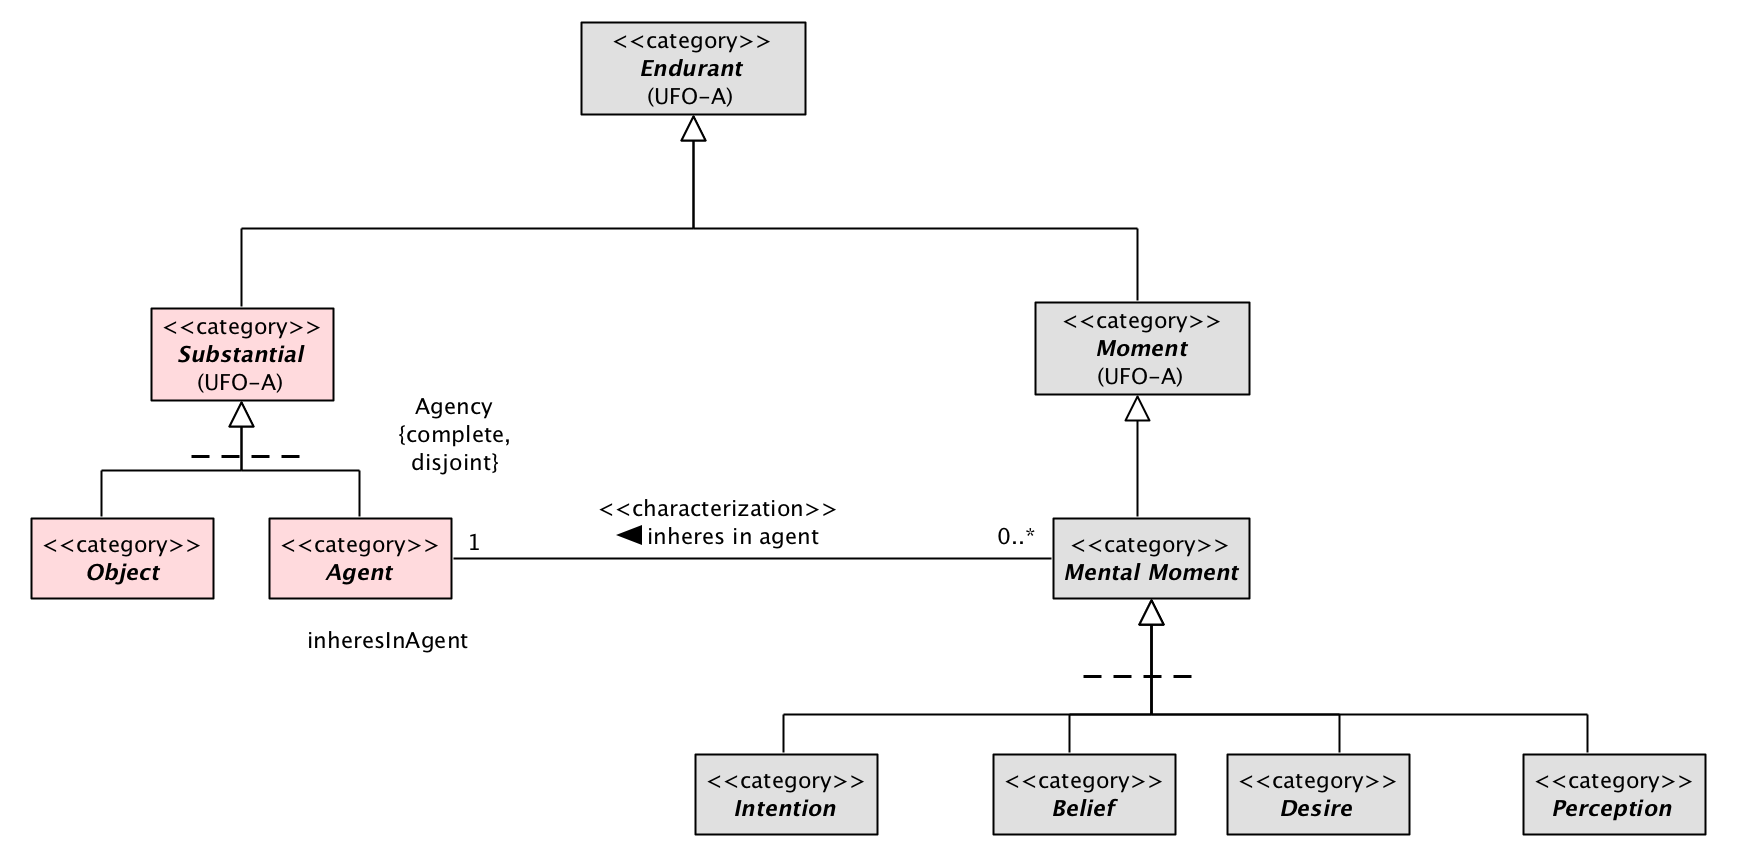 <<category>>
Endurant
(UFO-A)
<<category>>
Substantial
(UFO-A)
<<category>>
Moment
(UFO-A)
Agency
{complete,
disjoint}
<<category>>
Object
<<category>>
Agent
1
<<characterization>>
inheres in agent
0..*
<<category>>
Mental Moment
inheresInAgent
<<category>>
Intention
<<category>>
Belief
<<category>>
Desire
<<category>>
Perception